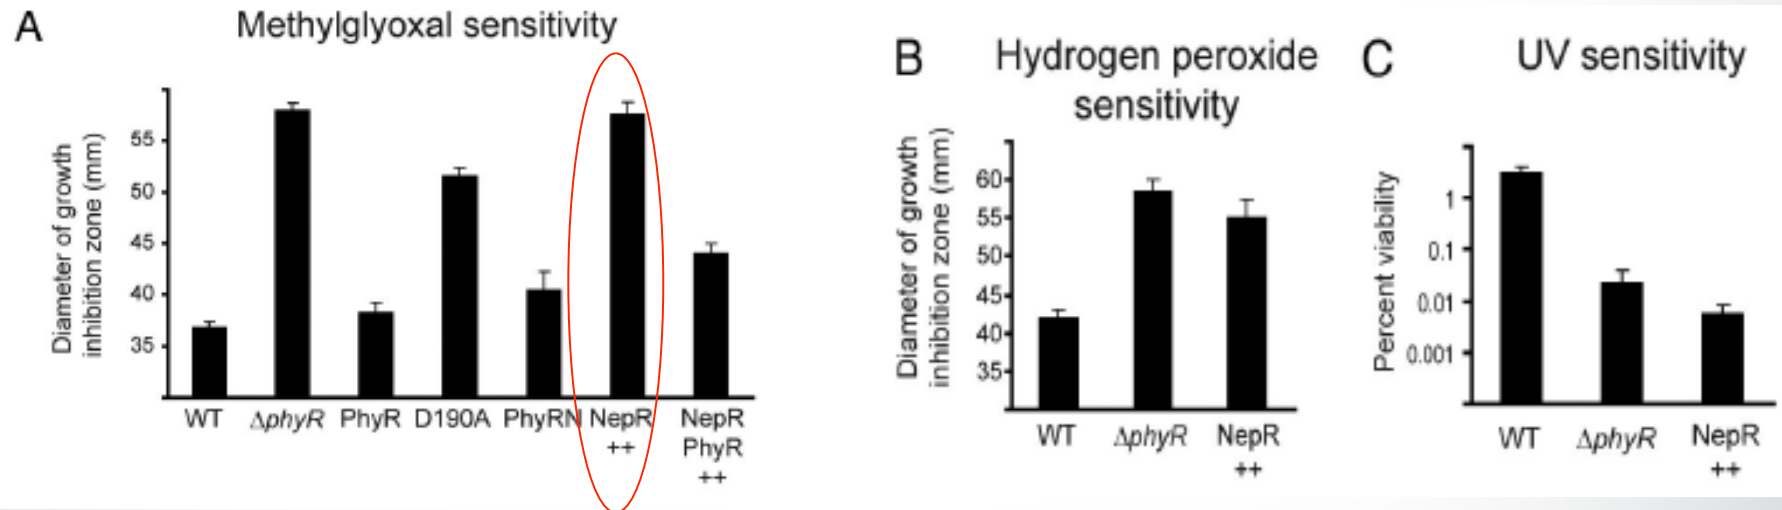 A
Methylglyoxal sensitivity
Diameter of growth
inhibition zone (mm)
55
50
45
40
35
WT ΔphyR PhyR D190A PhyRN NepR NepR
++ PhyR
++
B
Hydrogen peroxide
sensitivity
Diameter of growth
inhibition zone (mm)
60
55
50
45
40
35
WT ΔphyR NepR
++
C
UV sensitivity
Percent viability
1
0.1
0.01
0.001
WT ΔphyR NepR
++